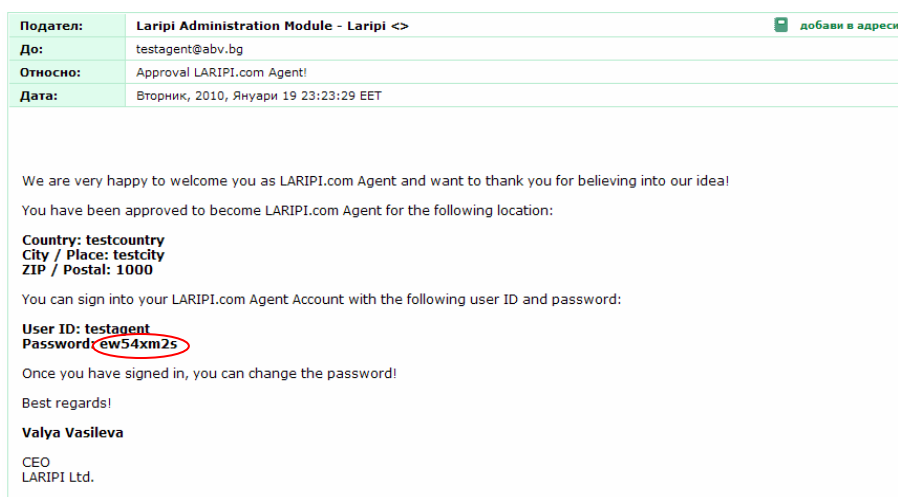 Подател: Laripi Administration Module - Laripi <> добави в адреси
До: testagent@abv.bg
Относно: Approval LARIPI.com Agent!
Дата: Вторник, 2010, Януари 19 23:23:29 EET
We are very happy to welcome you as LARIPI.com Agent and want to thank you for believing into our idea!
You have been approved to become LARIPI.com Agent for the following location:
Country: testcountry
City / Place: testcity
ZIP / Postal: 1000
You can sign into your LARIPI.com Agent Account with the following user ID and password:
User ID: testagent
Password: ew54xm2s
Once you have signed in, you can change the password!
Best regards!
Valya Vasileva
CEO
LARIPI Ltd.